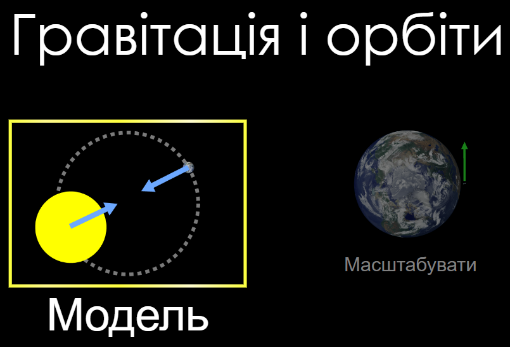 Гравітація і орбіти
Модель
Масштабувати